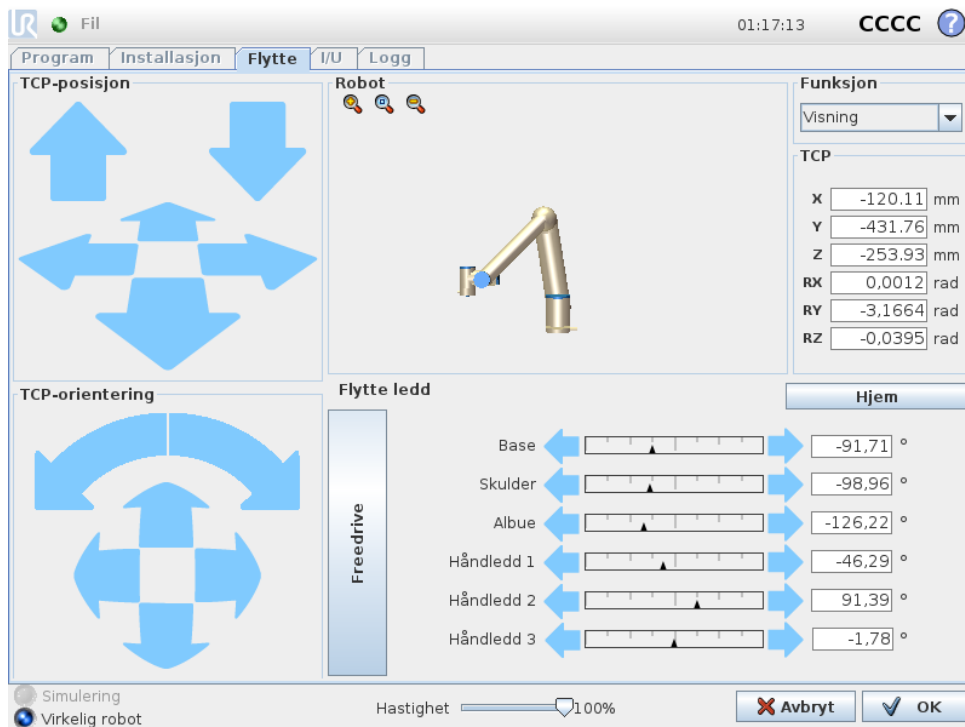 UR Fil 01:17:13 CCCC ?
Program Installasjon Flytte I/U Logg
TCP-posisjon
Robot
Funksjon
Visning
TCP
X -120.11 mm
Y -431.76 mm
Z -253.93 mm
RX 0,0012 rad
RY -3,1664 rad
RZ -0,0395 rad
TCP-orientering
Flytte ledd
Hjem
Freedrive
Base -91,71 °
Skulder -98,96 °
Albue -126,22 °
Håndledd 1 -46,29 °
Håndledd 2 91,39 °
Håndledd 3 -1,78 °
Simulering
Virkelig robot
Hastighet 100%
Avbryt
OK